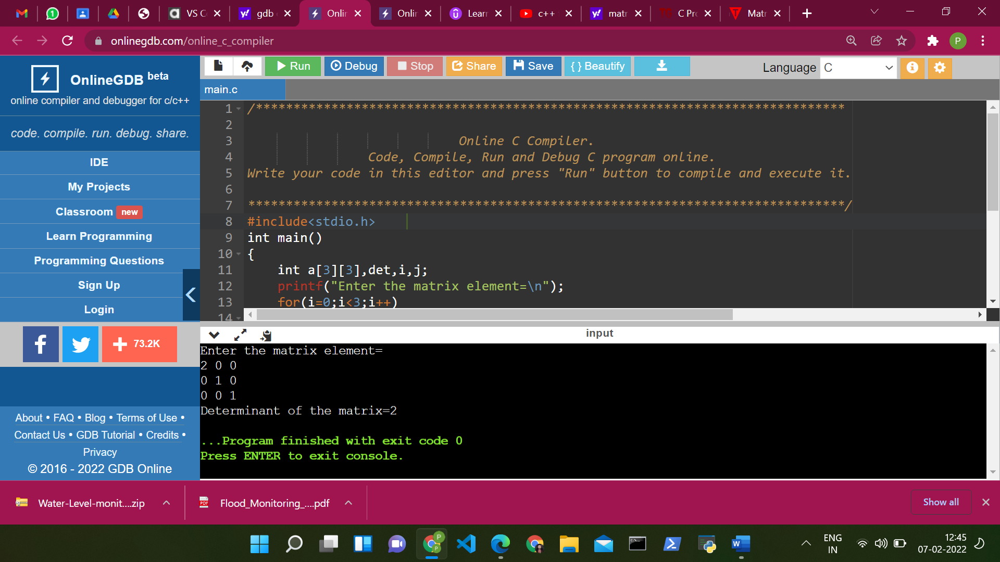 VS C
gdb
Onlin
Onlin
Learn
c++
matr
C Pro
Matr
onlinegdb.com/online_c_compiler
P
OnlineGDB beta
online compiler and debugger for c/c++
code. compile. run. debug. share.
IDE
My Projects
Classroom new
Learn Programming
Programming Questions
Sign Up
Login
73.2K
About • FAQ • Blog • Terms of Use •
Contact Us • GDB Tutorial • Credits •
Privacy
© 2016 - 2022 GDB Online
Run Debug Stop Share Save { } Beautify
Language C
main.c
1 /******************************************************************************
2
3 Online C Compiler.
4 Code, Compile, Run and Debug C program online.
5 Write your code in this editor and press "Run" button to compile and execute it.
6
7 *******************************************************************************/
8 #include<stdio.h>
9 int main()
10 {
11 int a[3][3],det,i,j;
12 printf("Enter the matrix element=\n");
13 for(i=0;i<3;i++)
14
input
Enter the matrix element=
2 0 0
0 1 0
0 0 1
Determinant of the matrix=2
...Program finished with exit code 0
Press ENTER to exit console.
Water-Level-monit....zip
PDF
Flood_Monitoring_....pdf
Show all
ENG
IN
12:45
07-02-2022